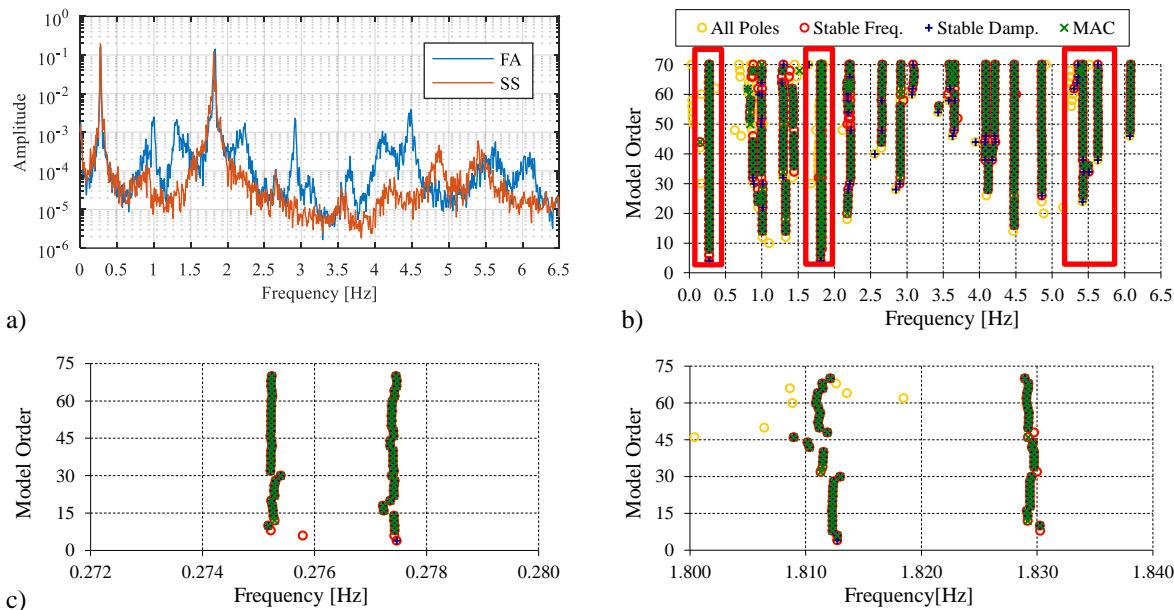 10^0
10^-1
10^-2
10^-3
10^-4
10^-5
10^-6
Amplitude
FA
SS
0 0.5 1 1.5 2 2.5 3 3.5 4 4.5 5 5.5 6 6.5
Frequency [Hz]
a)
All Poles Stable Freq. Stable Damp. MAC
70
60
50
40
30
20
10
0
Model Order
0.0 0.5 1.0 1.5 2.0 2.5 3.0 3.5 4.0 4.5 5.0 5.5 6.0 6.5
Frequency [Hz]
b)
75
60
45
30
15
0
Model Order
0.272 0.274 0.276 0.278 0.280
Frequency [Hz]
c)
75
60
45
30
15
0
Model Order
1.800 1.810 1.820 1.830 1.840
Frequency[Hz]